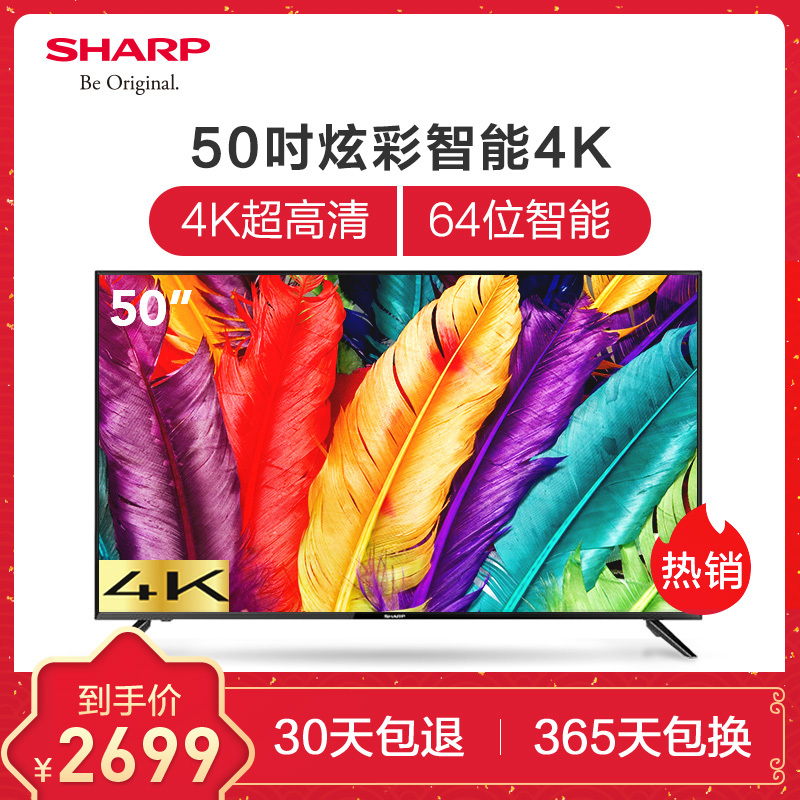 SHARP
Be Original.
50吋炫彩智能4K
4K超高清 64位智能
50"
4K
热销
SHARP
到手价
¥2699
30天包退 365天包换